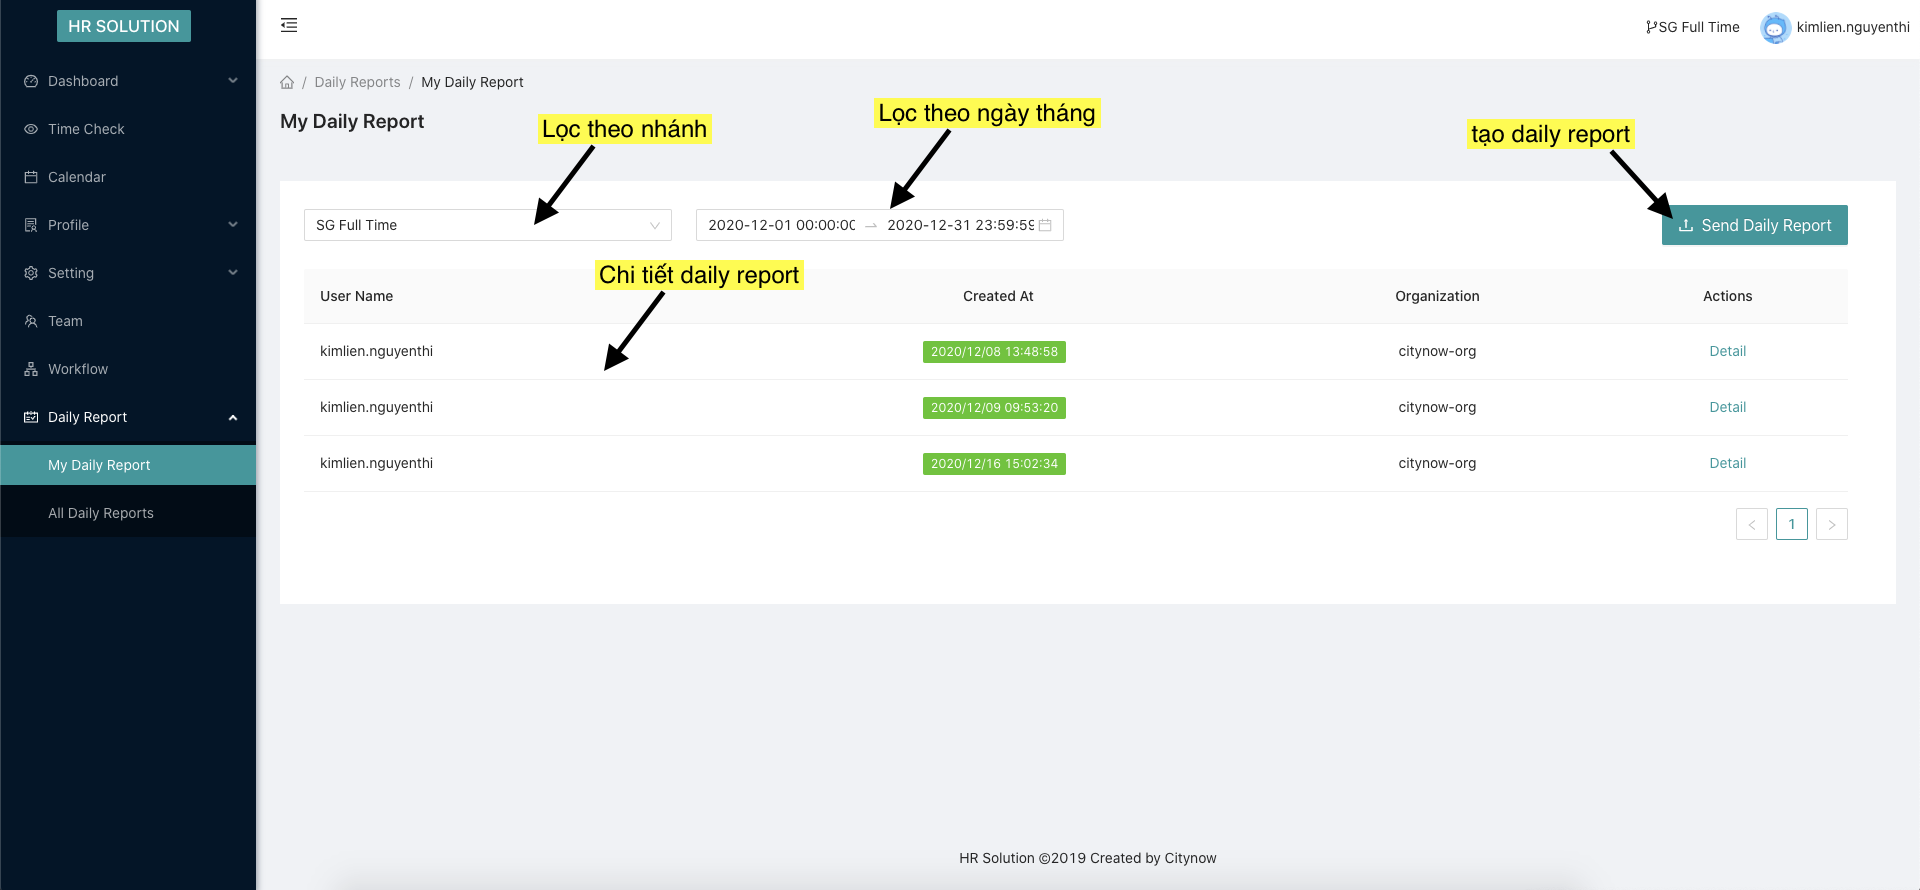 HR SOLUTION
SG Full Time
kimlien.nguyenthi
Dashboard
Time Check
Calendar
Profile
Setting
Team
Workflow
Daily Report
My Daily Report
All Daily Reports
/ Daily Reports / My Daily Report
My Daily Report
Lọc theo nhánh
Lọc theo ngày tháng
tạo daily report
SG Full Time
2020-12-01 00:00:00
2020-12-31 23:59:59
Send Daily Report
Chi tiết daily report
User Name Created At Organization Actions
kimlien.nguyenthi 2020/12/08 13:48:58 citynow-org Detail
kimlien.nguyenthi 2020/12/09 09:53:20 citynow-org Detail
kimlien.nguyenthi 2020/12/16 15:02:34 citynow-org Detail
< 1 >
HR Solution ©2019 Created by Citynow